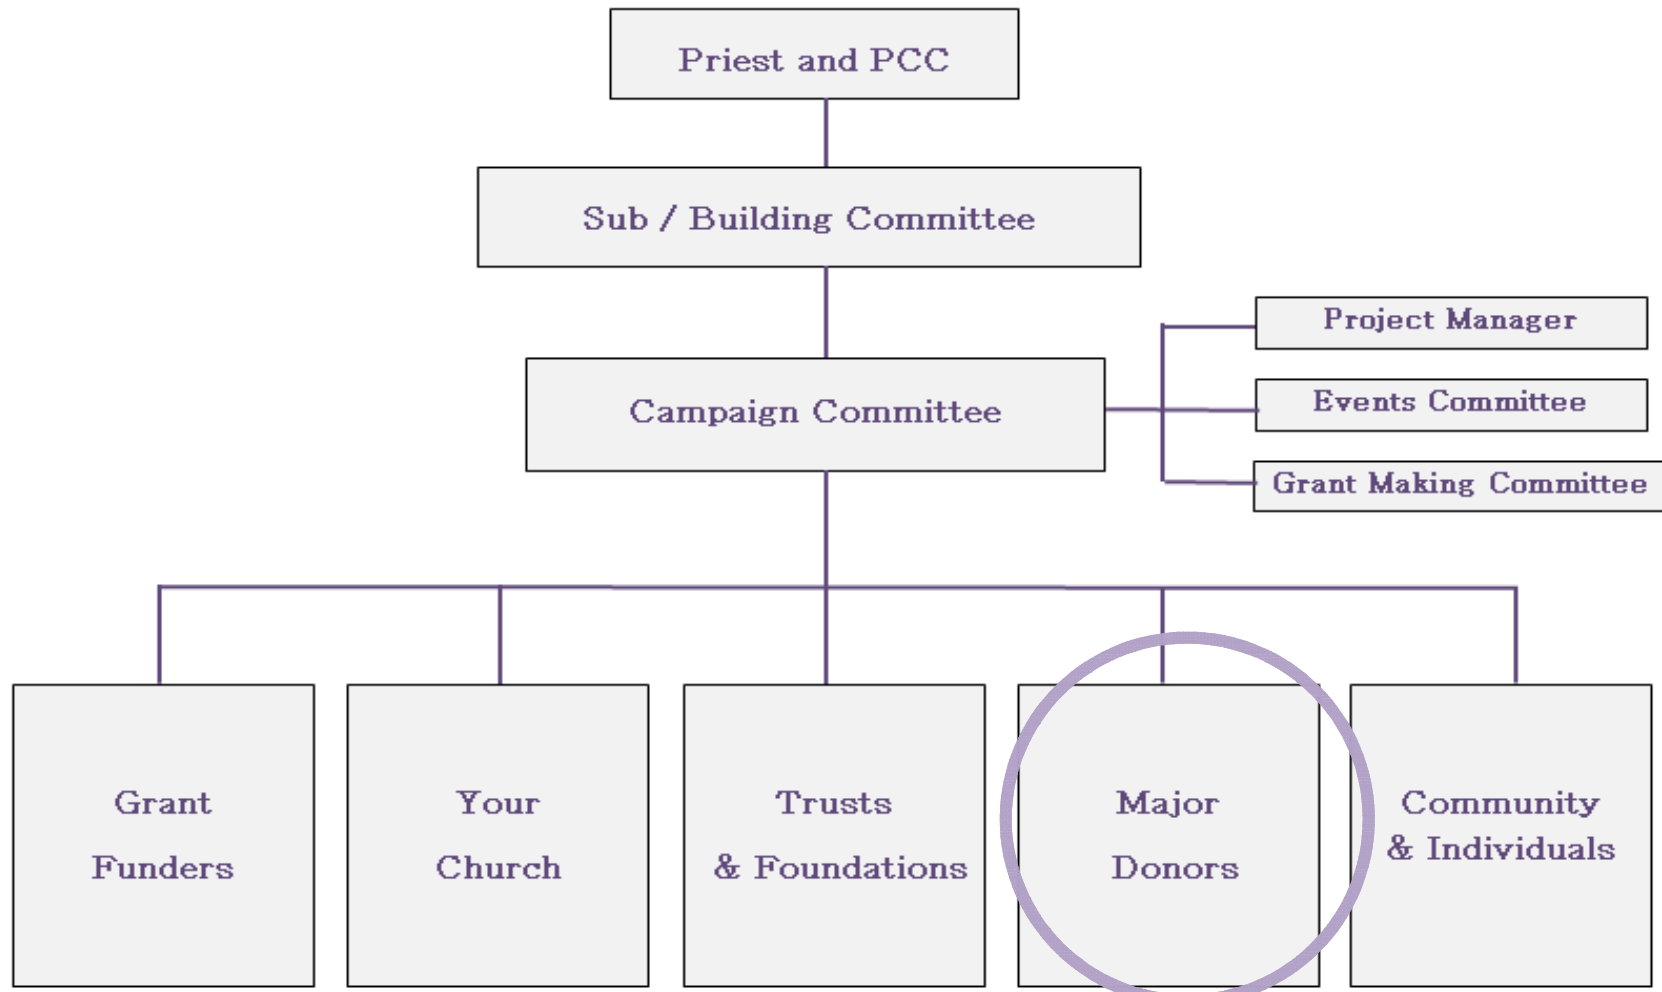 Priest and PCC
Sub / Building Committee
Project Manager
Events Committee
Campaign Committee
Grant Making Committee
Grant
Funders
Your
Church
Trusts
& Foundations
Major
Donors
Community
& Individuals